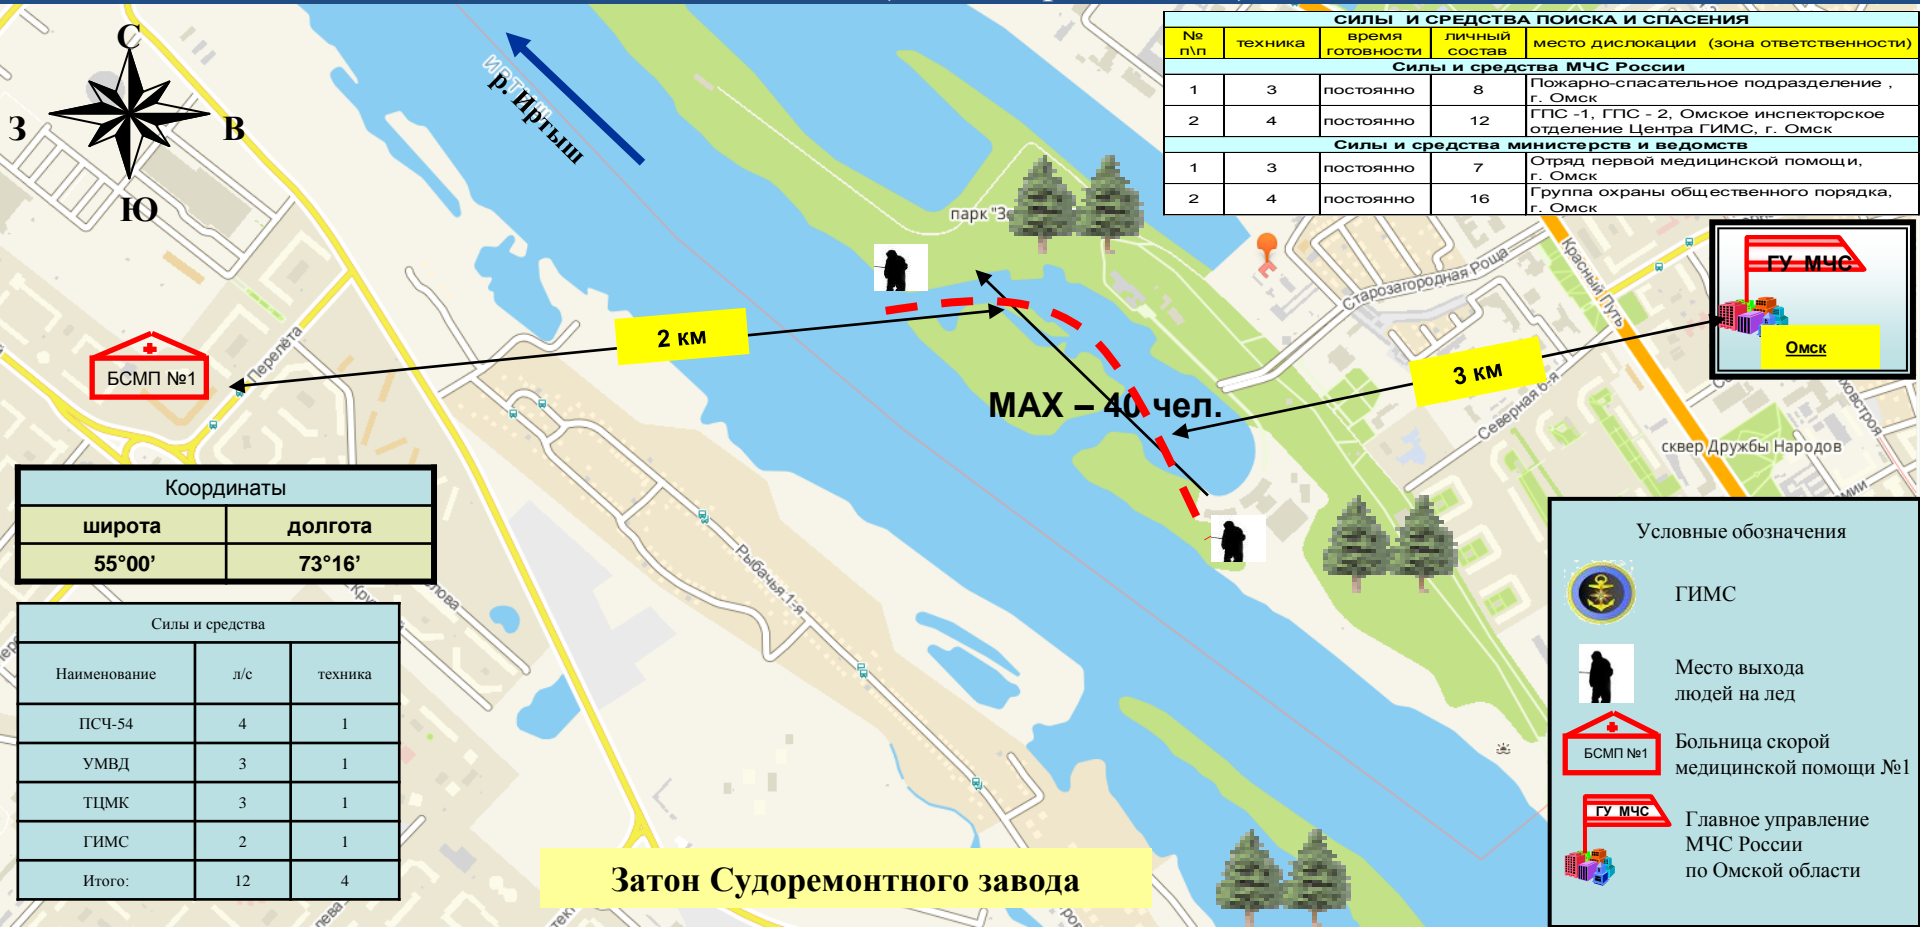 С
З
В
Ю
ИРТЫШ
р. Иртыш
СИЛЫ И СРЕДСТВА ПОИСКА И СПАСЕНИЯ
№ п\п техника время готовности личный состав место дислокации (зона ответственности)
Силы и средства МЧС России
1 3 постоянно 8 Пожарно-спасательное подразделение , г. Омск
2 4 постоянно 12 ГПС -1, ГПС - 2, Омское инспекторское отделение Центра ГИМС, г. Омск
Силы и средства министерств и ведомств
1 3 постоянно 7 Отряд первой медицинской помощи, г. Омск
2 4 постоянно 16 Группа охраны общественного порядка, г. Омск
парк "Зе
Старозагородная Роща
Красный Путь
ГУ МЧС
Омск
2 км
3 км
БСМП №1
Перелёта
МАХ – 40 чел.
Северная 6-я
сквер Дружбы Народов
Координаты
широта долгота
55°00’ 73°16’
Рыбачья 1-я
Силы и средства
Наименование л/с техника
ПСЧ-54 4 1
УМВД 3 1
ТЦМК 3 1
ГИМС 2 1
Итого: 12 4
Затон Судоремонтного завода
Условные обозначения
ГИМС
Место выхода
людей на лед
БСМП №1
Больница скорой
медицинской помощи №1
ГУ МЧС
Главное управление
МЧС России
по Омской области